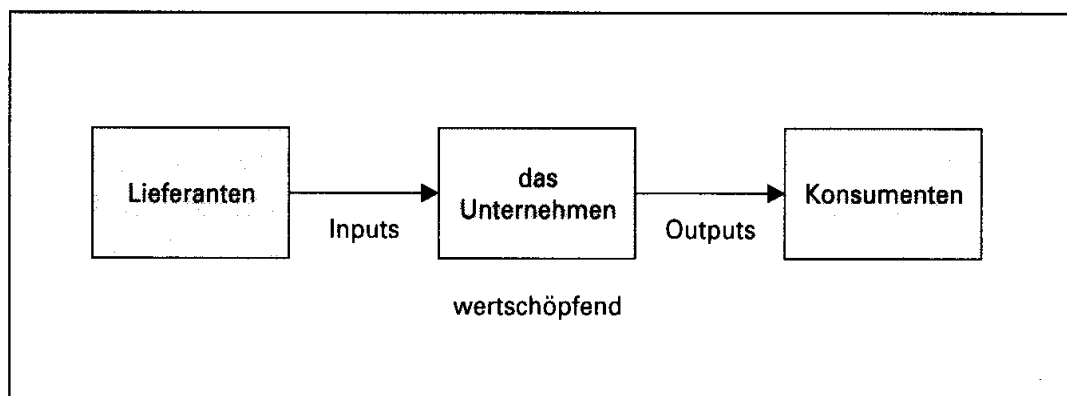 Lieferanten
Inputs
das
Unternehmen
Outputs
Konsumenten
wertschöpfend